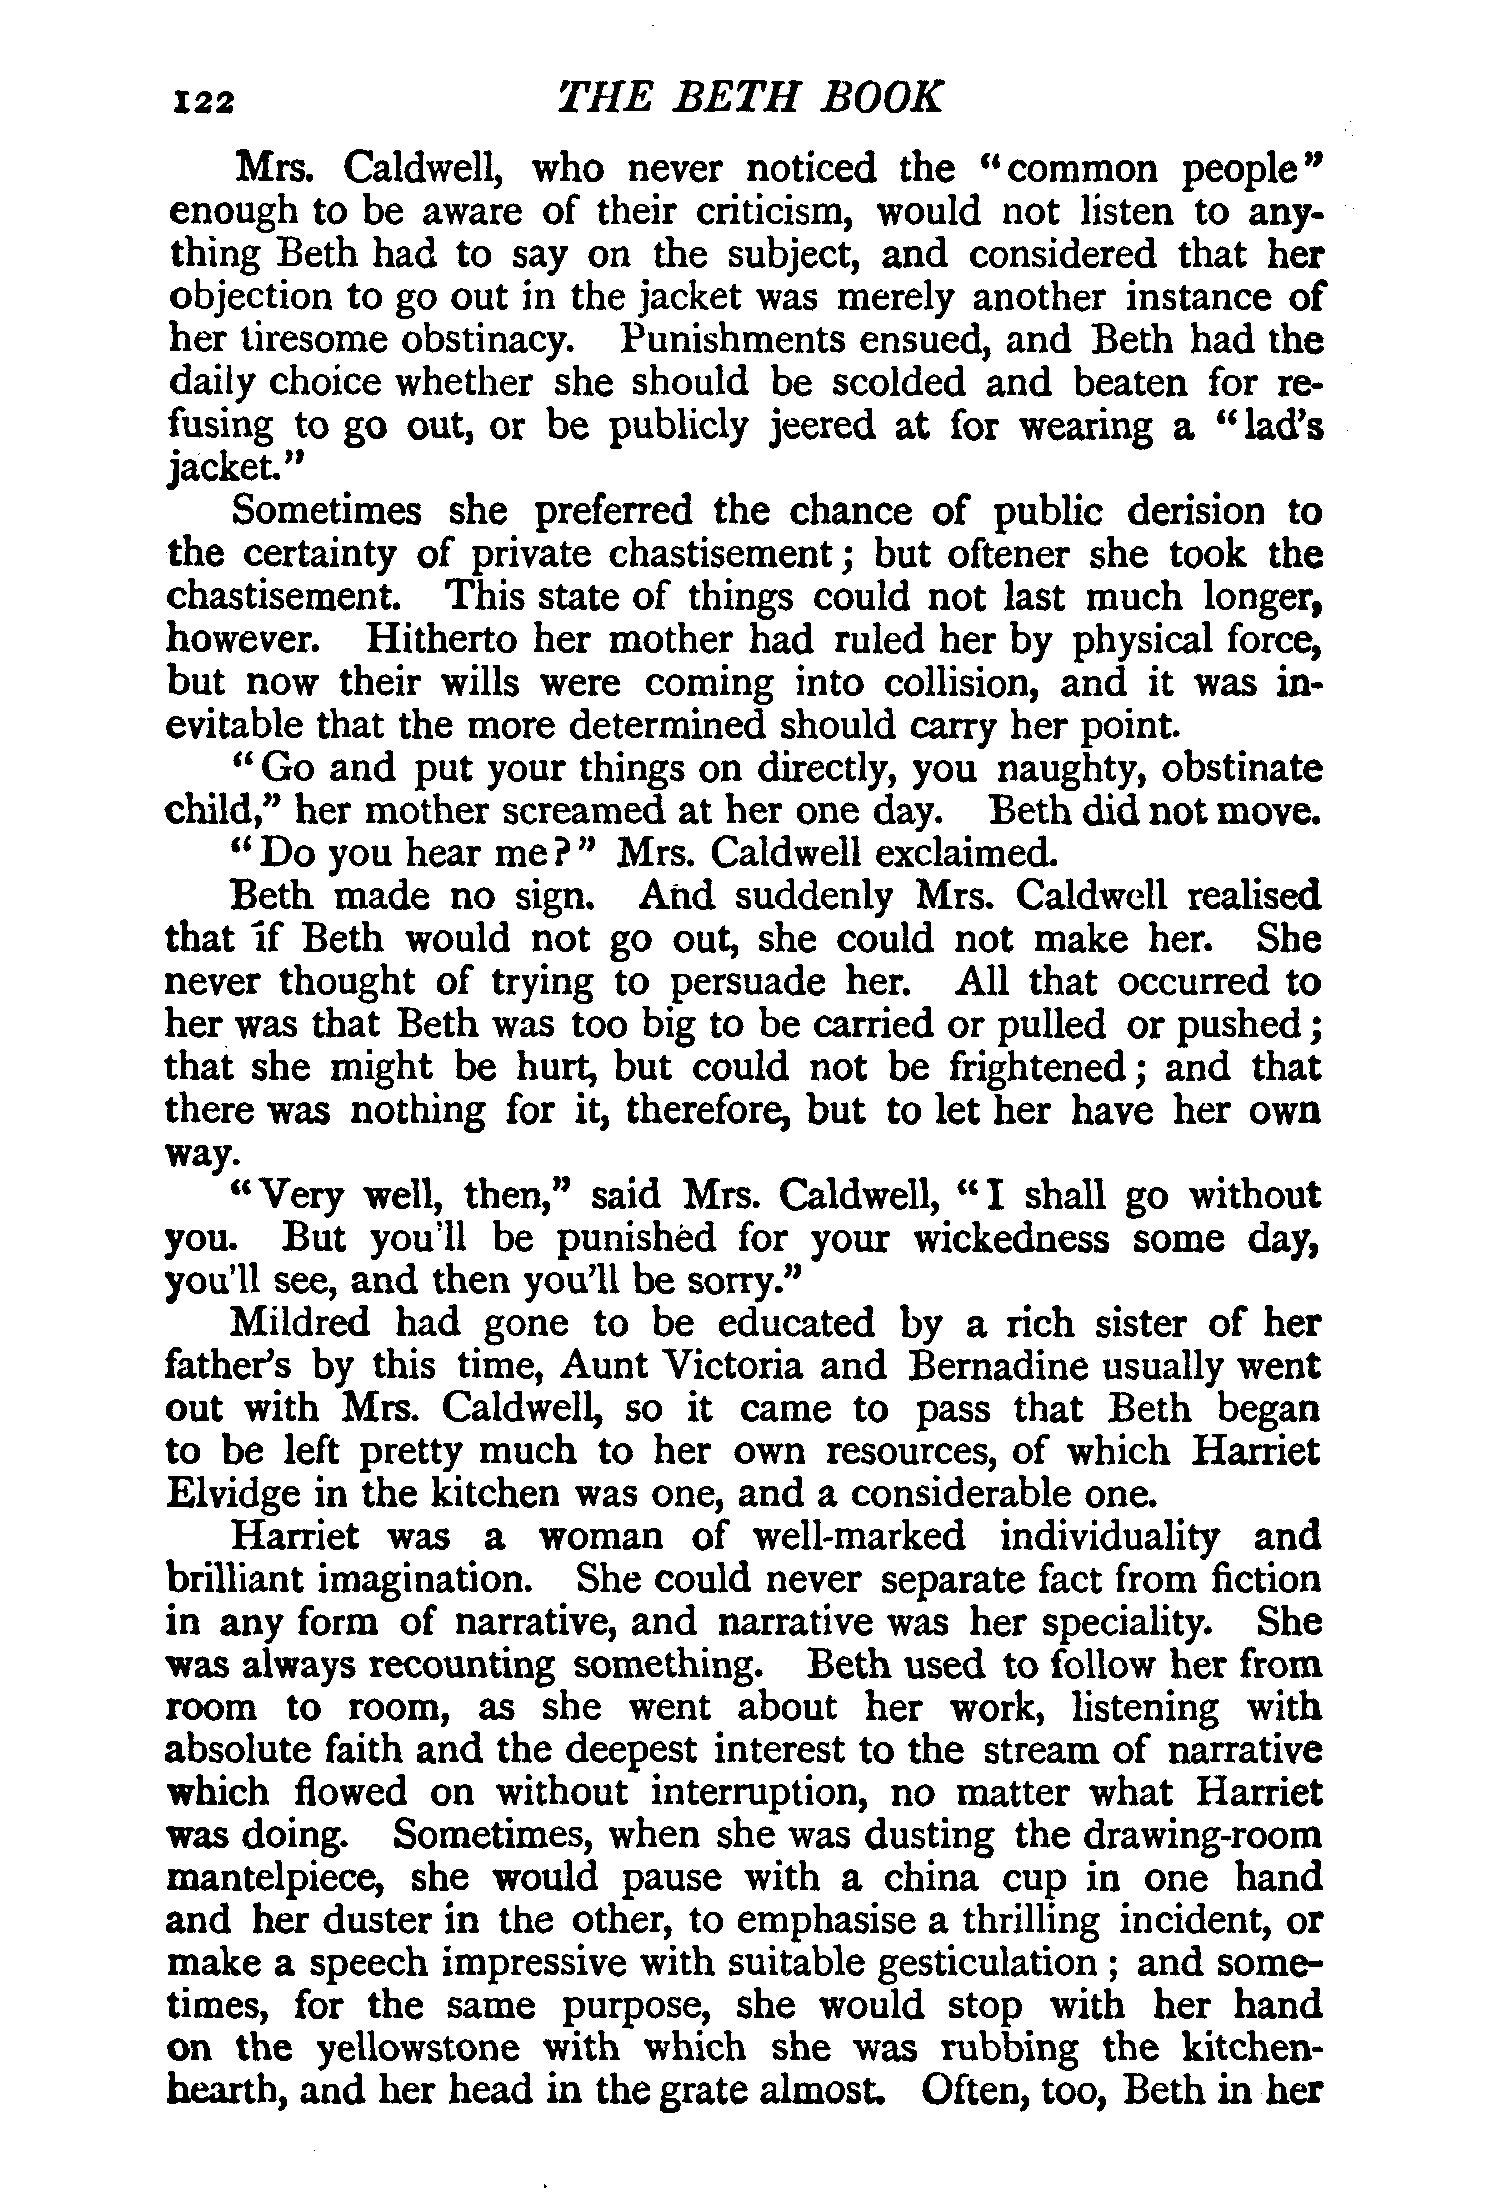 122 THE BETH BOOK
Mrs. Caldwell, who never noticed the "common people"
enough to be aware of their criticism, would not listen to any-
thing Beth had to say on the subject, and considered that her
objection to go out in the jacket was merely another instance of
her tiresome obstinacy. Punishments ensued, and Beth had the
daily choice whether she should be scolded and beaten for re-
fusing to go out, or be publicly jeered at for wearing a "lad's
jacket."
Sometimes she preferred the chance of public derision to
the certainty of private chastisement; but oftener she took the
chastisement. This state of things could not last much longer,
however. Hitherto her mother had ruled her by physical force,
but now their wills were coming into collision, and it was in-
evitable that the more determined should carry her point.
"Go and put your things on directly, you naughty, obstinate
child," her mother screamed at her one day. Beth did not move.
"Do you hear me?" Mrs. Caldwell exclaimed.
Beth made no sign. And suddenly Mrs. Caldwell realised
that if Beth would not go out, she could not make her. She
never thought of trying to persuade her. All that occurred to
her was that Beth was too big to be carried or pulled or pushed;
that she might be hurt, but could not be frightened; and that
there was nothing for it, therefore, but to let her have her own
way.
"Very well, then," said Mrs. Caldwell, "I shall go without
you. But you'll be punished for your wickedness some day,
you'll see, and then you'll be sorry."
Mildred had gone to be educated by a rich sister of her
father's by this time, Aunt Victoria and Bernadine usually went
out with Mrs. Caldwell, so it came to pass that Beth began
to be left pretty much to her own resources, of which Harriet
Elvidge in the kitchen was one, and a considerable one.
Harriet was a woman of well-marked individuality and
brilliant imagination. She could never separate fact from fiction
in any form of narrative, and narrative was her speciality. She
was always recounting something. Beth used to follow her from
room to room, as she went about her work, listening with
absolute faith and the deepest interest to the stream of narrative
which flowed on without interruption, no matter what Harriet
was doing. Sometimes, when she was dusting the drawing-room
mantelpiece, she would pause with a china cup in one hand
and her duster in the other, to emphasise a thrilling incident, or
make a speech impressive with suitable gesticulation; and some-
times, for the same purpose, she would stop with her hand
on the yellowstone with which she was rubbing the kitchen-
hearth, and her head in the grate almost. Often, too, Beth in her